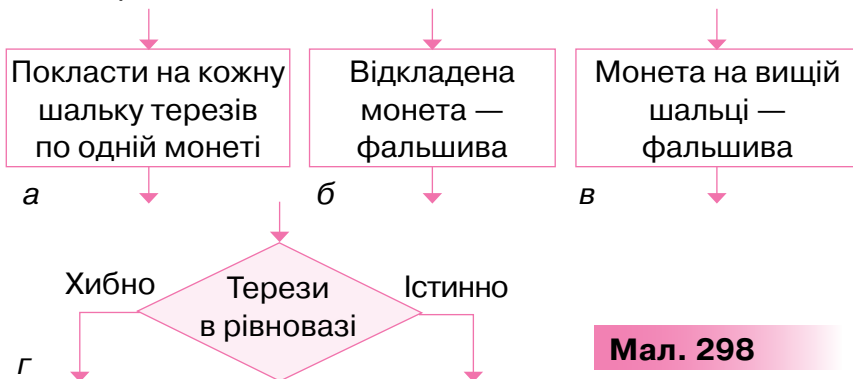 Покласти на кожну
шальку терезів
по одній монеті
а
Відкладена
монета —
фальшива
б
Монета на вищій
шальці —
фальшива
в
Хибно
Терези
в рівновазі
Істинно
г
Мал. 298